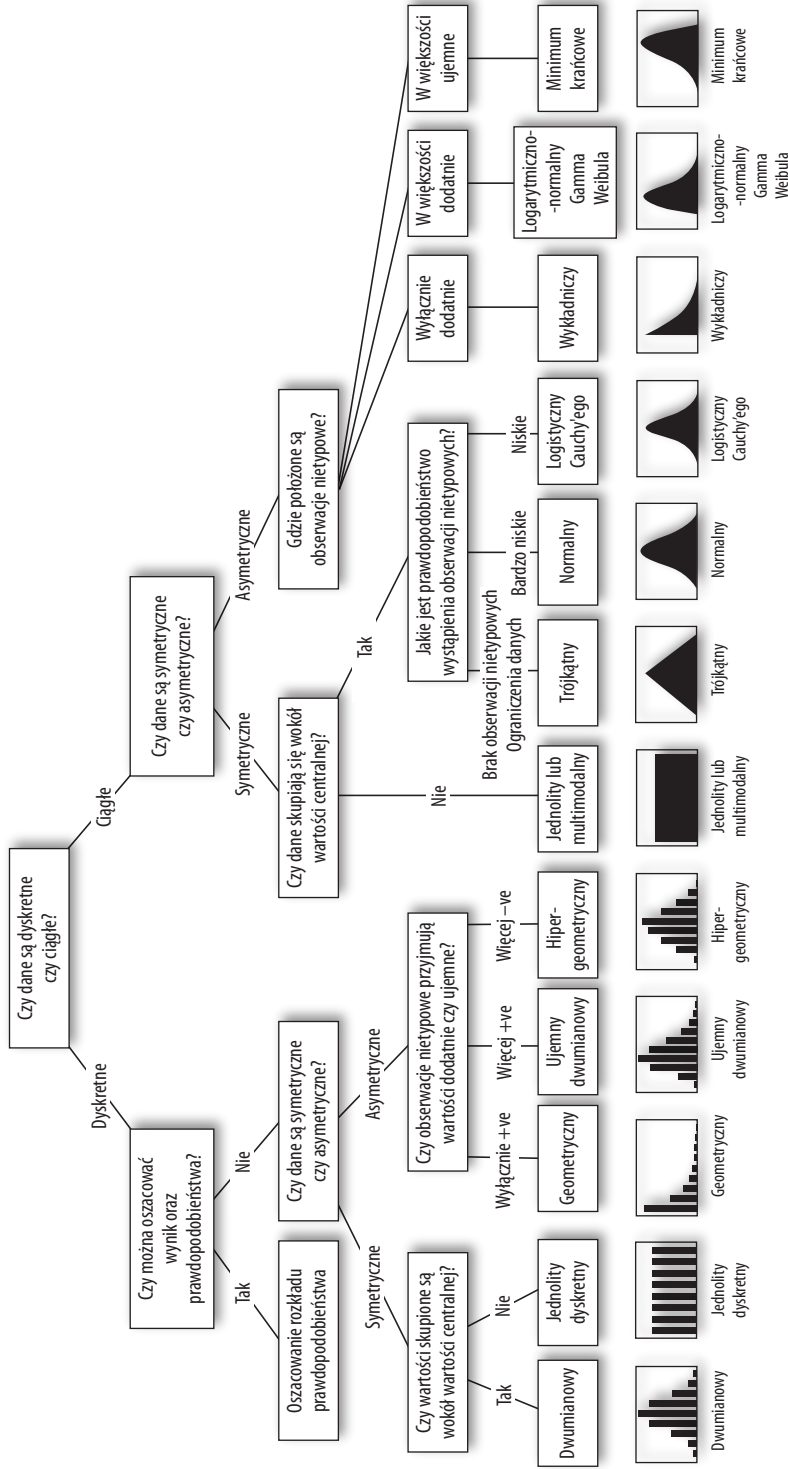 Czy dane są dyskretne
czy ciągłe?
Dyskretne
Ciągłe
Czy można oszacować
wynik oraz
prawdopodobieństwa?
Czy dane są symetryczne
czy asymetryczne?
Tak
Nie
Symetryczne
Asymetryczne
Oszacowanie rozkładu
prawdopodobieństwa
Czy dane są symetryczne
czy asymetryczne?
Czy dane skupiają się wokół
wartości centralnej?
Gdzie położone są
obserwacje nietypowe?
Symetryczne
Asymetryczne
Nie
Tak
Czy wartości skupione są
wokół wartości centralnej?
Czy obserwacje nietypowe przyjmują
wartości dodatnie czy ujemne?
Jakie jest prawdopodobieństwo
wystąpienia obserwacji nietypowych?
Wyłącznie
dodatnie
W większości
dodatnie
W większości
ujemne
Tak
Nie
Wyłącznie +ve
Więcej +ve
Więcej –ve
Brak obserwacji nietypowych
Ograniczenia danych
Bardzo niskie
Niskie
Dwumianowy
Jednolity
dyskretny
Geometryczny
Ujemny
dwumianowy
Hiper-
geometryczny
Jednolity lub
multimodalny
Trójkątny
Normalny
Logistyczny
Cauchy'ego
Wykładniczy
Logarytmiczno-
-normalny
Gamma
Weibula
Minimum
krańcowe
Dwumianowy
Jednolity
dyskretny
Geometryczny
Ujemny
dwumianowy
Hiper-
geometryczny
Jednolity lub
multimodalny
Trójkątny
Normalny
Logistyczny
Cauchy'ego
Wykładniczy
Logarytmiczno-
-normalny
Gamma
Weibula
Minimum
krańcowe